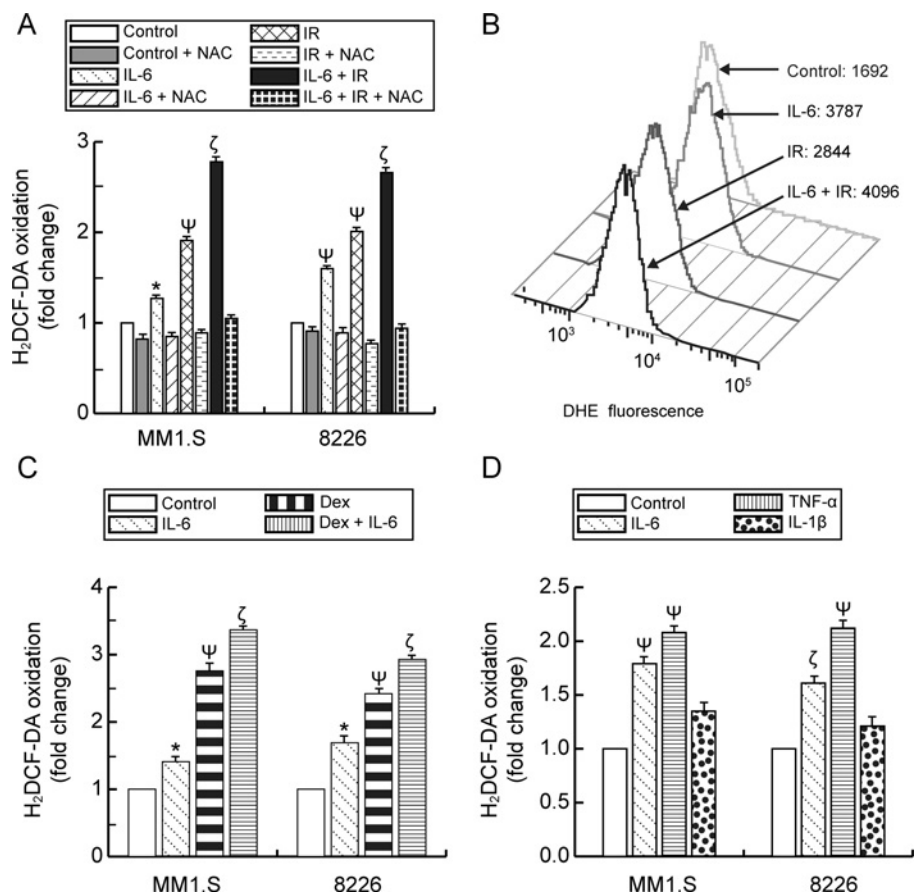 A
Control
Control + NAC
IL-6
IL-6 + NAC
IR
IR + NAC
IL-6 + IR
IL-6 + IR + NAC
H₂DCF-DA oxidation
(fold change)
3
2
1
0
* Ψ ζ
Ψ Ψ ζ
MM1.S 8226
B
Control: 1692
IL-6: 3787
IR: 2844
IL-6 + IR: 4096
10³ 10⁴ 10⁵
DHE fluorescence
C
Control
IL-6
Dex
Dex + IL-6
H₂DCF-DA oxidation
(fold change)
4
3
2
1
0
* Ψ ζ
* Ψ ζ
MM1.S 8226
D
Control
IL-6
TNF-α
IL-1β
H₂DCF-DA oxidation
(fold change)
2.5
2.0
1.5
1.0
0.5
0.0
Ψ Ψ
ζ Ψ
MM1.S 8226